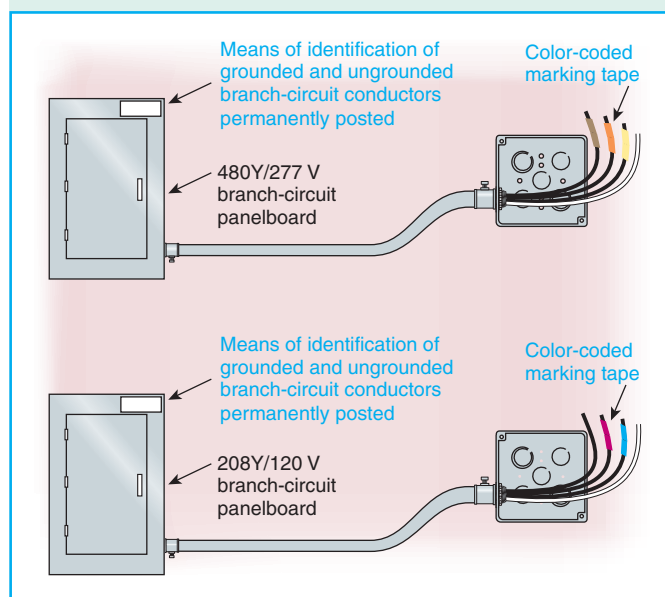 Means of identification of
grounded and ungrounded
branch-circuit conductors
permanently posted
Color-coded
marking tape
480Y/277 V
branch-circuit
panelboard
Means of identification of
grounded and ungrounded
branch-circuit conductors
permanently posted
Color-coded
marking tape
208Y/120 V
branch-circuit
panelboard